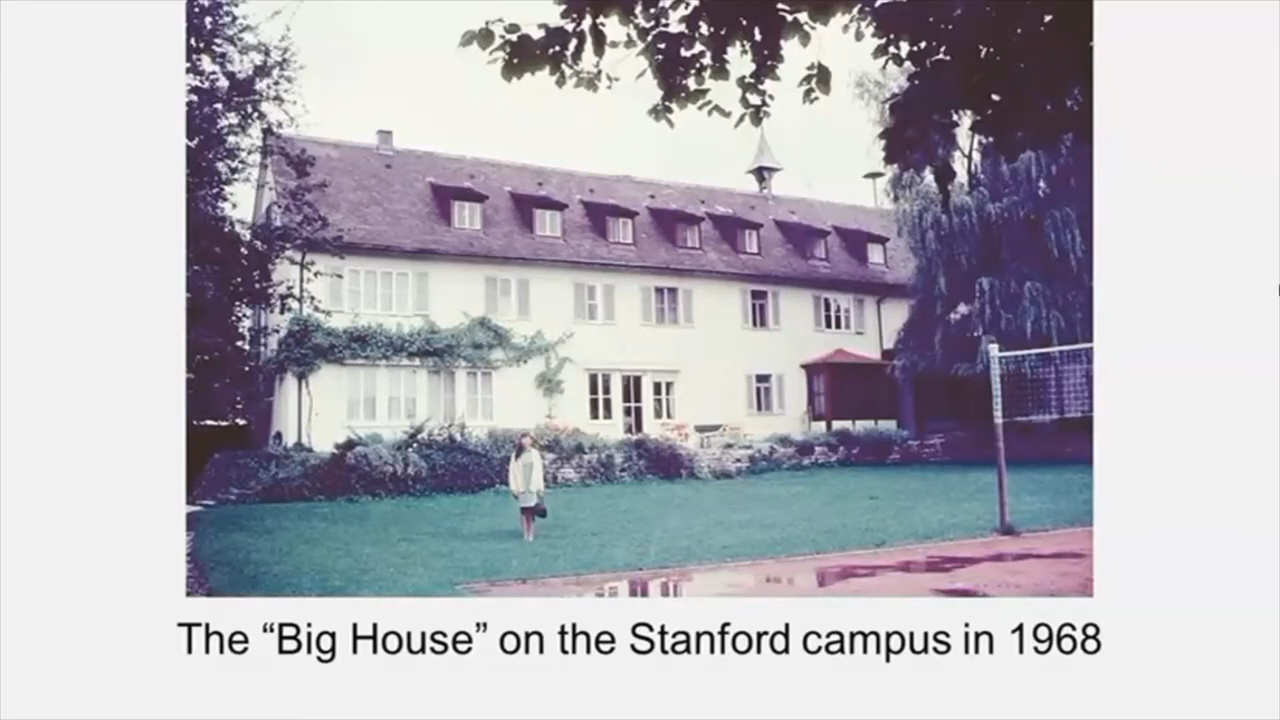 The “Big House” on the Stanford campus in 1968